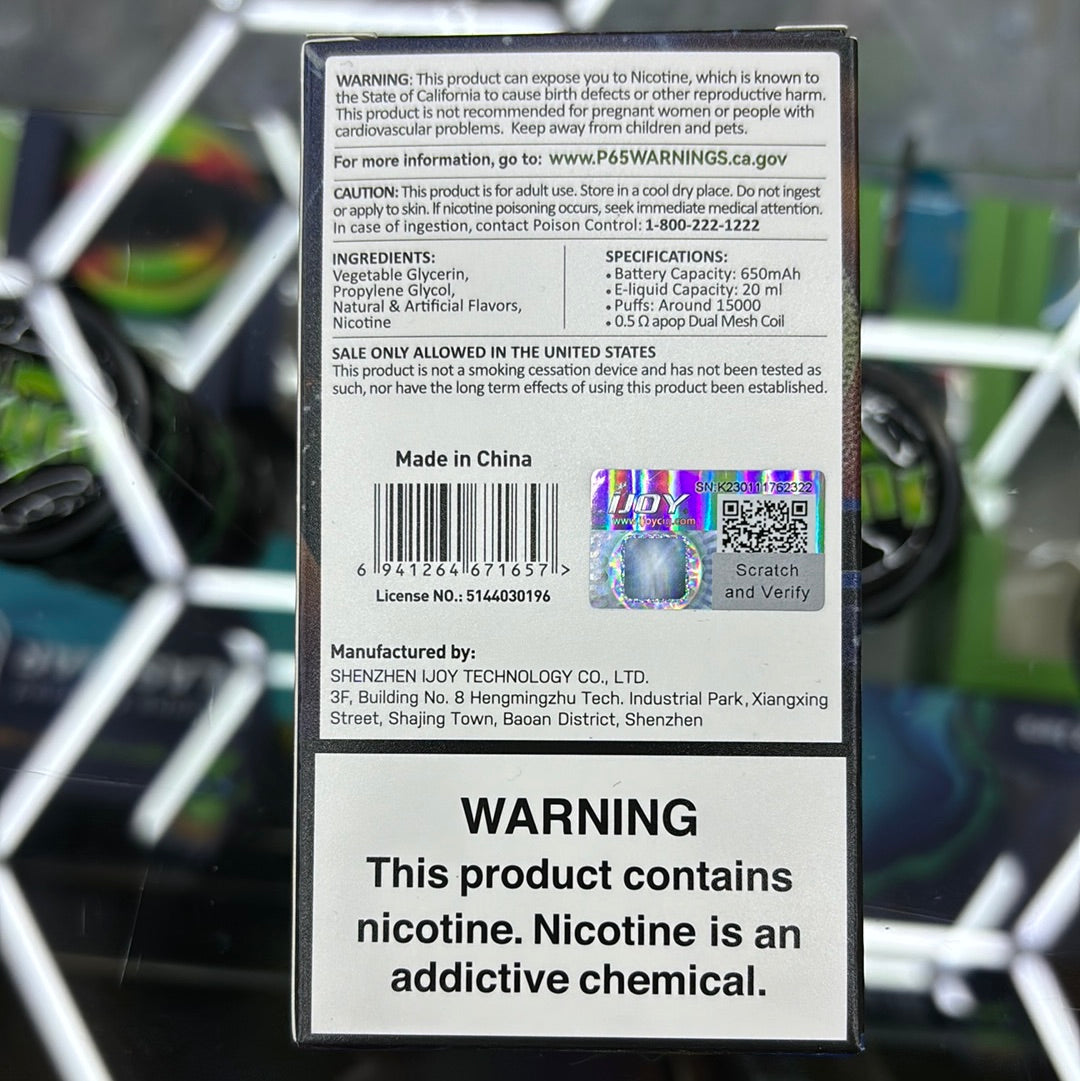 WARNING: This product can expose you to Nicotine, which is known to
the State of California to cause birth defects or other reproductive harm.
This product is not recommended for pregnant women or people with
cardiovascular problems. Keep away from children and pets.
For more information, go to: www.P65WARNINGS.ca.gov
CAUTION: This product is for adult use. Store in a cool dry place. Do not ingest
or apply to skin. If nicotine poisoning occurs, seek immediate medical attention.
In case of ingestion, contact Poison Control: 1-800-222-1222
INGREDIENTS:
Vegetable Glycerin,
Propylene Glycol,
Natural & Artificial Flavors,
Nicotine
SPECIFICATIONS:
• Battery Capacity: 650mAh
• E-liquid Capacity: 20 ml
• Puffs: Around 15000
• 0.5 Ω apop Dual Mesh Coil
SALE ONLY ALLOWED IN THE UNITED STATES
This product is not a smoking cessation device and has not been tested as
such, nor have the long term effects of using this product been established.
Made in China
6 941264 671657 >
License NO.: 5144030196
SN:K230111762322
iJOY
Scratch
and Verify
Manufactured by:
SHENZHEN IJOY TECHNOLOGY CO., LTD.
3F, Building No. 8 Hengmingzhu Tech. Industrial Park, Xiangxing
Street, Shajing Town, Baoan District, Shenzhen
WARNING
This product contains
nicotine. Nicotine is an
addictive chemical.